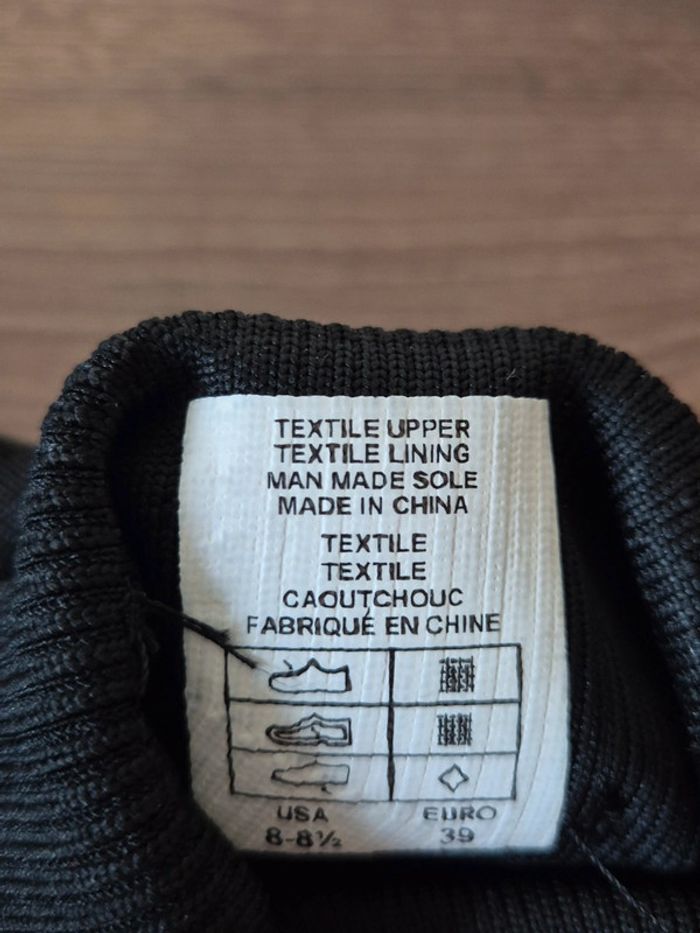 TEXTILE UPPER
TEXTILE LINING
MAN MADE SOLE
MADE IN CHINA
TEXTILE
TEXTILE
CAOUTCHOUC
FABRIQUÉ EN CHINE
USA EURO
8-8½ 39